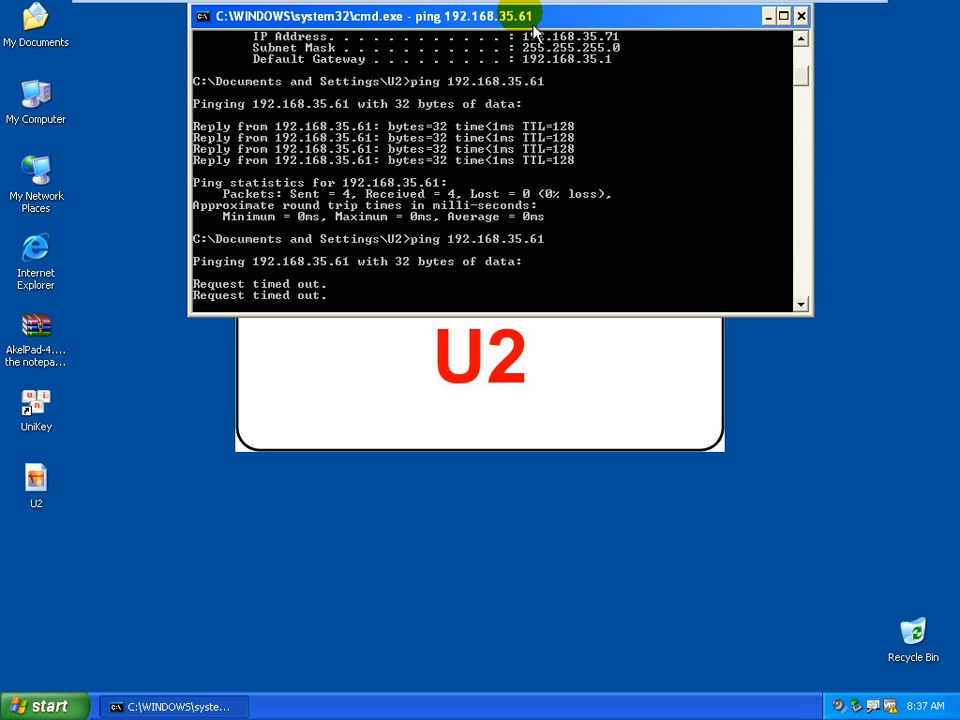 C:\WINDOWS\system32\cmd.exe - ping 192.168.35.61
IP Address. . . . . . . . . . . . : 192.168.35.71
Subnet Mask . . . . . . . . . . . : 255.255.255.0
Default Gateway . . . . . . . . . : 192.168.35.1
C:\Documents and Settings\U2>ping 192.168.35.61
Pinging 192.168.35.61 with 32 bytes of data:
Reply from 192.168.35.61: bytes=32 time<1ms TTL=128
Reply from 192.168.35.61: bytes=32 time<1ms TTL=128
Reply from 192.168.35.61: bytes=32 time<1ms TTL=128
Reply from 192.168.35.61: bytes=32 time<1ms TTL=128
Ping statistics for 192.168.35.61:
Packets: Sent = 4, Received = 4, Lost = 0 (0% loss),
Approximate round trip times in milli-seconds:
Minimum = 0ms, Maximum = 0ms, Average = 0ms
C:\Documents and Settings\U2>ping 192.168.35.61
Pinging 192.168.35.61 with 32 bytes of data:
Request timed out.
Request timed out.
U2
My Documents
My Computer
My Network
Places
Internet
Explorer
AkelPad-4....
the notepa...
UniKey
U2
Recycle Bin
start
C:\WINDOWS\syste...
8:37 AM